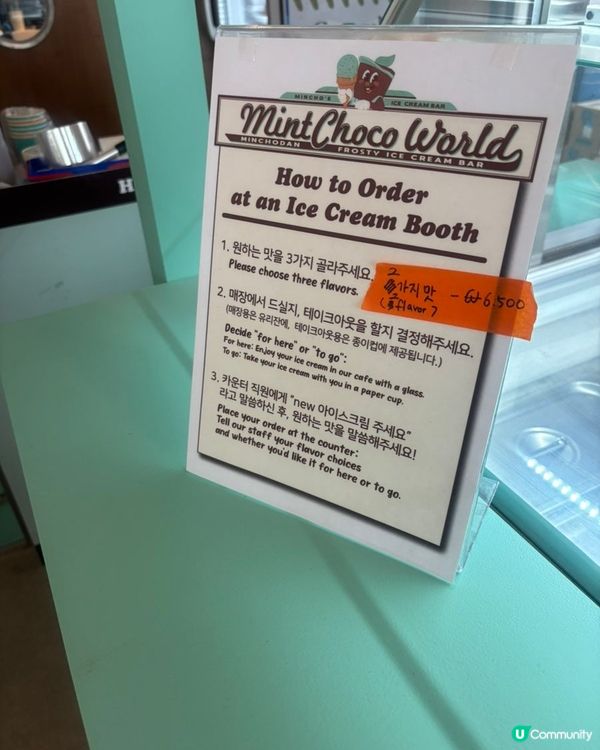 MINCHO'S ICE CREAM BAR
MintChoco World
MINCHODAN FROSTY ICE CREAM BAR
How to Order
at an Ice Cream Booth
1. 원하는 맛을 3가지 골라주세요.
Please choose three flavors.
2
가지 맛 - ₩6,500
(2 flavor)
2. 매장에서 드실지, 테이크아웃을 할지 결정해주세요.
(매장용은 유리잔에, 테이크아웃용은 종이컵에 제공됩니다.)
Decide "for here" or "to go":
For here: Enjoy your ice cream in our cafe with a glass.
To go: Take your ice cream with you in a paper cup.
3. 카운터 직원에게 "new 아이스크림 주세요"
라고 말씀하신 후, 원하는 맛을 말씀해주세요!
Place your order at the counter:
Tell our staff your flavor choices
and whether you'd like it for here or to go.
H
U Community